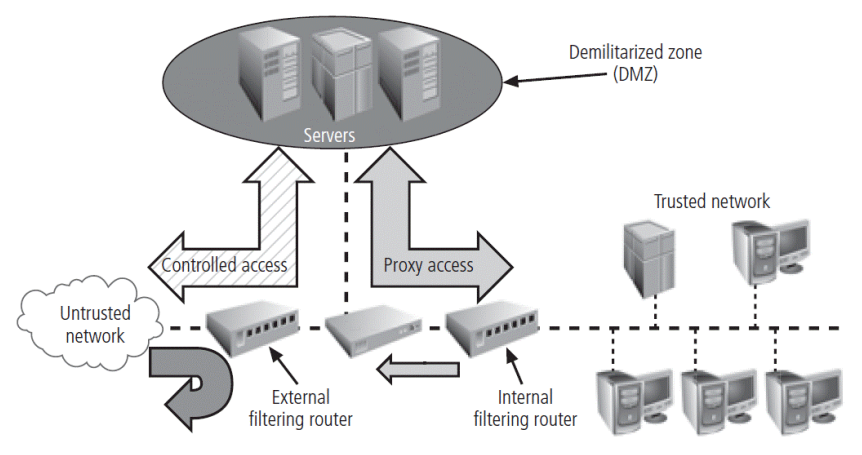 Demilitarized zone
(DMZ)
Servers
Trusted network
Controlled access
Proxy access
Untrusted
network
External
filtering router
Internal
filtering router